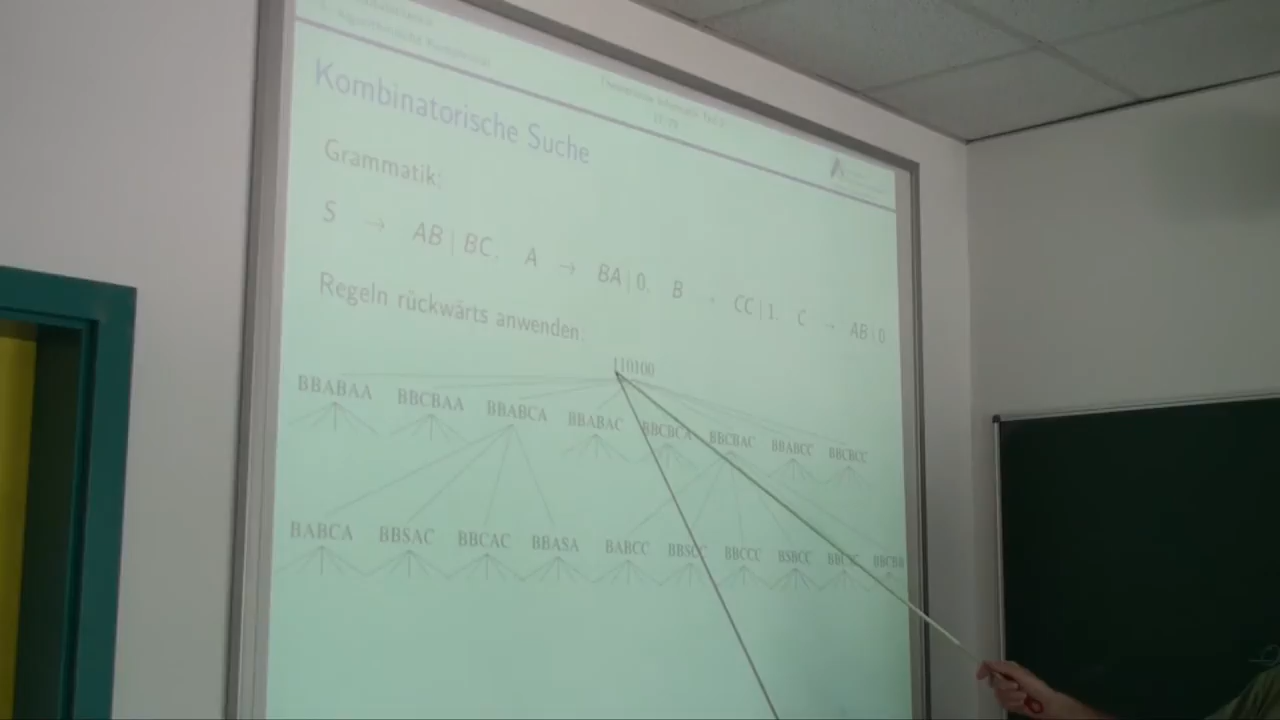 Kombinatorische Suche
Grammatik:
S → AB | BC, A → BA | 0, B → CC | 1, C → AB | 0
Regeln rückwärts anwenden.
110100
BBABAA BBCBAA BBABCA BBABAC BBCBCA BBCBAC BBABCC BBCBCC
BABCA BBSAC BBCAC BBASA BABCC BBSCC BBCCC BSBCC